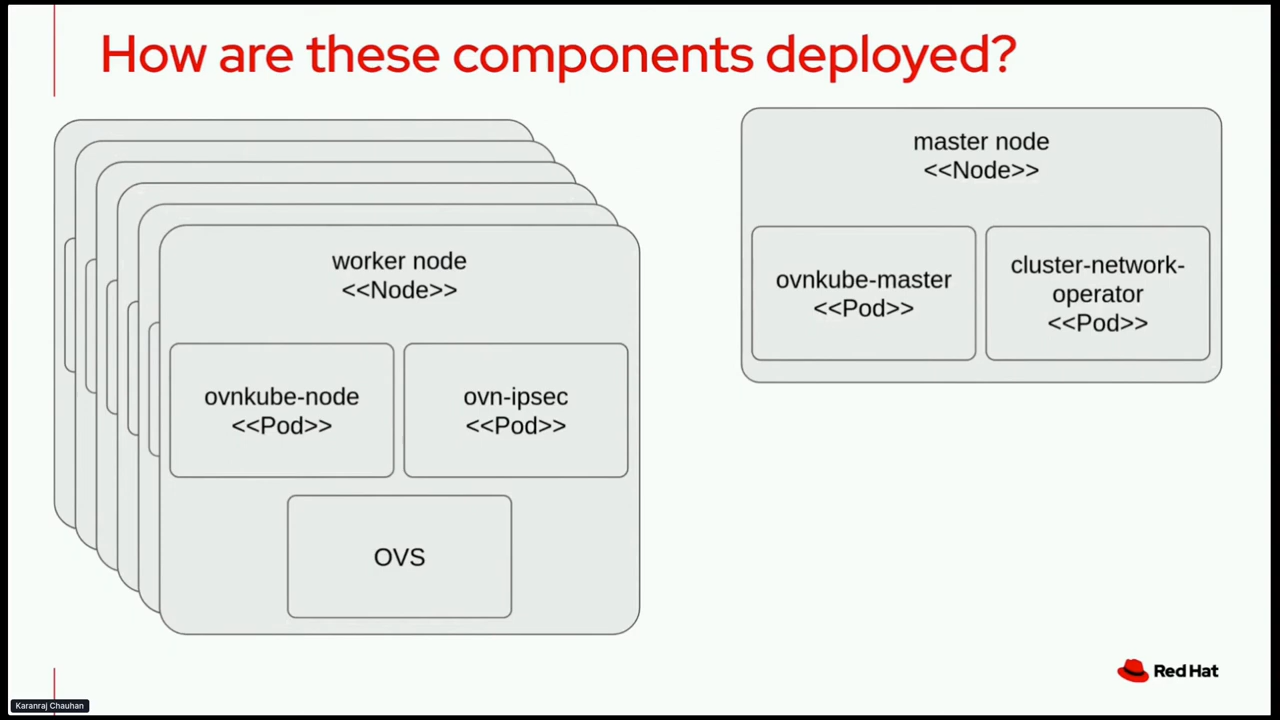 How are these components deployed?
worker node
<<Node>>
ovnkube-node
<<Pod>>
ovn-ipsec
<<Pod>>
OVS
master node
<<Node>>
ovnkube-master
<<Pod>>
cluster-network-
operator
<<Pod>>
Red Hat
Karanraj Chauhan